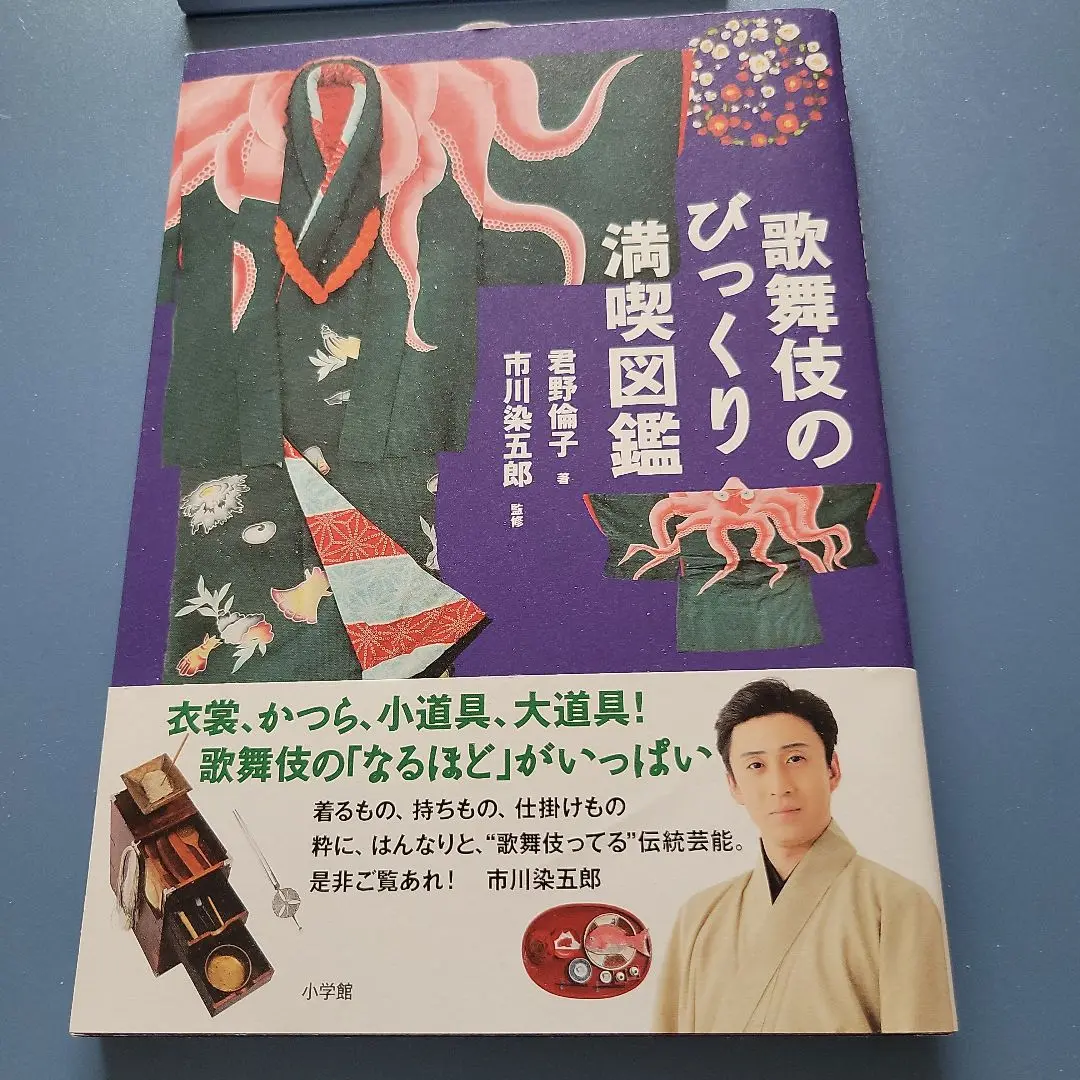 歌舞伎の
びっくり
満喫図鑑
君野倫子 著
市川染五郎 監修
衣裳、かつら、小道具、大道具!
歌舞伎の「なるほど」がいっぱい
着るもの、持ちもの、仕掛けもの
粋に、はんなりと、“歌舞伎ってる”伝統芸能。
是非ご覧あれ! 市川染五郎
小学館